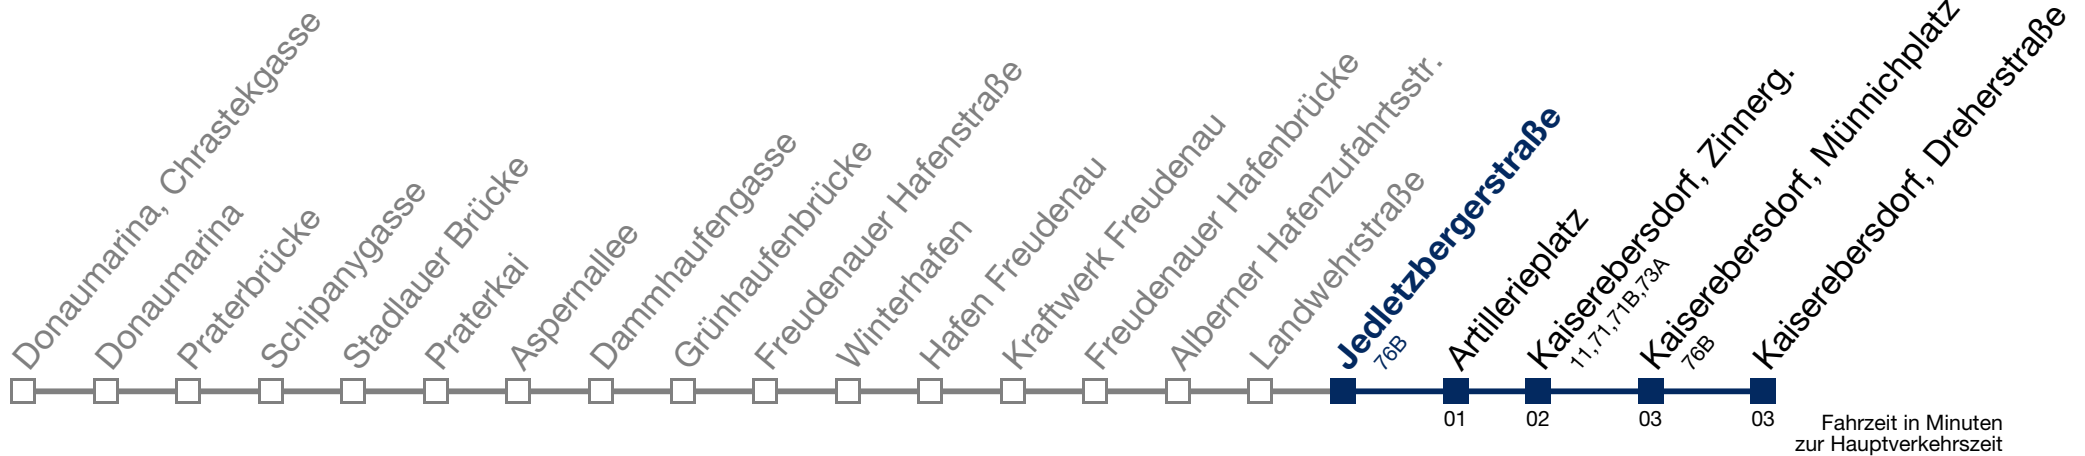 Donaumarina, Chrastekgasse
Donaumarina
Praterbrücke
Schipanygasse
Stadlauer Brücke
Praterkai
Aspernallee
Dammhaufengasse
Grünhaufenbrücke
Freudenauer Hafenstraße
Winterhafen
Hafen Freudenau
Kraftwerk Freudenau
Freudenauer Hafenbrücke
Alberner Hafenzufahrtsstr.
Landwehrstraße
Jedletzbergerstraße
76B
Artillerieplatz
Kaiserebersdorf, Zinnerg.
11,71,71B,73A
Kaiserebersdorf, Münnichplatz
76B
Kaiserebersdorf, Dreherstraße
01
02
03
03
Fahrzeit in Minuten
zur Hauptverkehrszeit